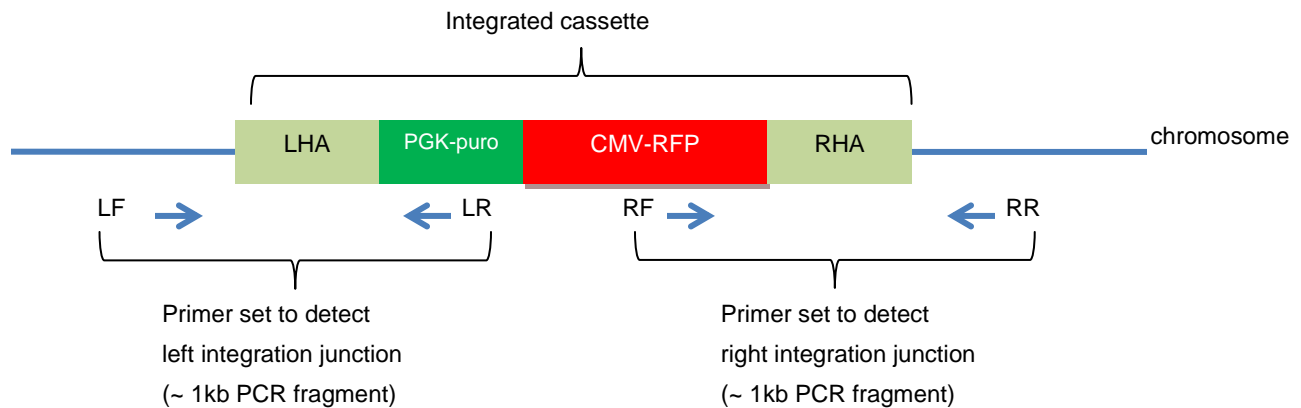 Integrated cassette
LHA PGK-puro CMV-RFP RHA chromosome
LF LR RF RR
Primer set to detect
left integration junction
(~ 1kb PCR fragment)
Primer set to detect
right integration junction
(~ 1kb PCR fragment)